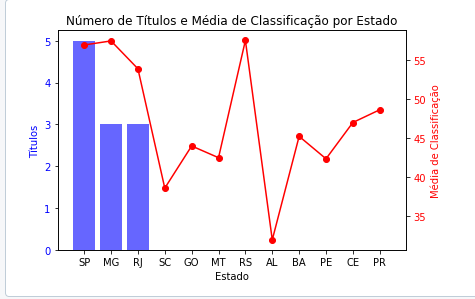 Número de Títulos e Média de Classificação por Estado
5
4
3
2
1
0
Títulos
55
50
45
40
35
Média de Classificação
SP MG RJ SC GO MT RS AL BA PE CE PR
Estado